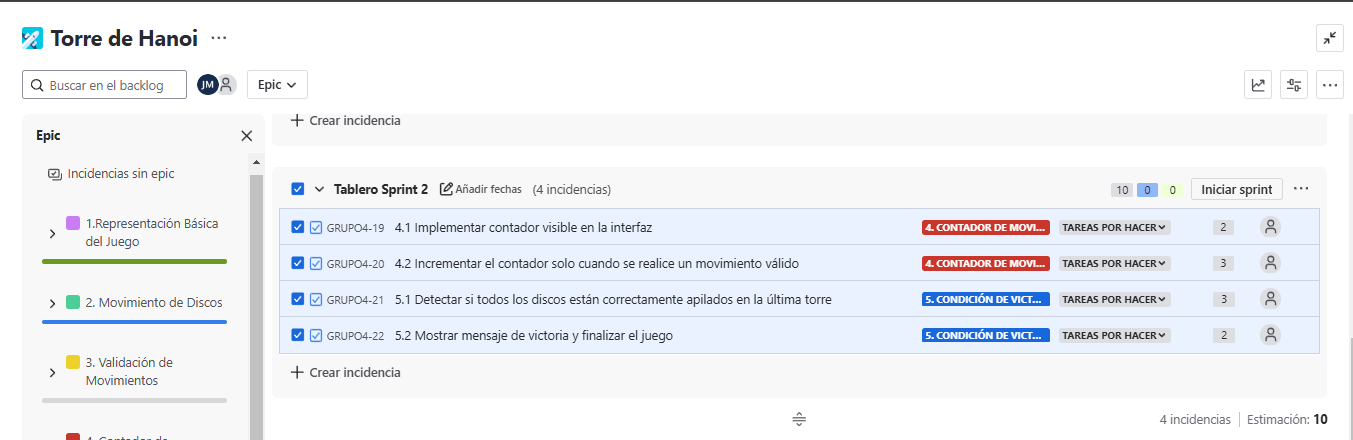 Torre de Hanoi ...
Buscar en el backlog
JM
Epic
Epic
Incidencias sin epic
1.Representación Básica
del Juego
2. Movimiento de Discos
3. Validación de
Movimientos
Crear incidencia
Tablero Sprint 2 Añadir fechas (4 incidencias) 10 0 0 Iniciar sprint ...
GRUPO4-19 4.1 Implementar contador visible en la interfaz 4. CONTADOR DE MOVI... TAREAS POR HACER 2
GRUPO4-20 4.2 Incrementar el contador solo cuando se realice un movimiento válido 4. CONTADOR DE MOVI... TAREAS POR HACER 3
GRUPO4-21 5.1 Detectar si todos los discos están correctamente apilados en la última torre 5. CONDICIÓN DE VICT... TAREAS POR HACER 3
GRUPO4-22 5.2 Mostrar mensaje de victoria y finalizar el juego 5. CONDICIÓN DE VICT... TAREAS POR HACER 2
Crear incidencia
4 incidencias Estimación: 10